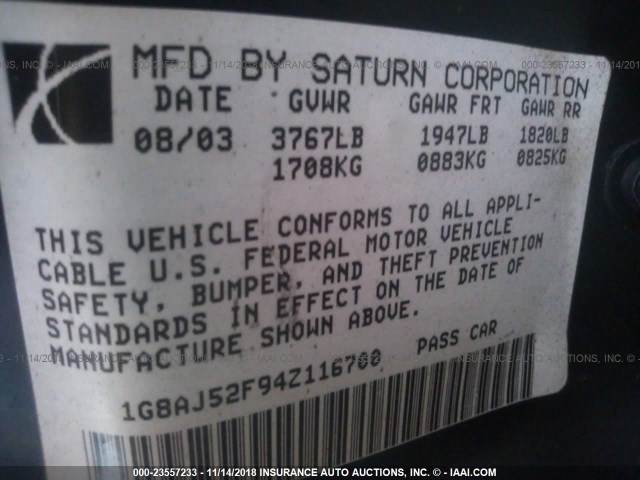 MFD BY SATURN CORPORATION
DATE GVWR GAWR FRT GAWR RR
08/03 3767LB 1947LB 1820LB
1708KG 0883KG 0825KG
THIS VEHICLE CONFORMS TO ALL APPLI-
CABLE U.S. FEDERAL MOTOR VEHICLE
SAFETY, BUMPER, AND THEFT PREVENTION
STANDARDS IN EFFECT ON THE DATE OF
MANUFACTURE SHOWN ABOVE.
1G8AJ52F94Z116700 PASS CAR
000-23557233 - 11/14/2018 INSURANCE AUTO AUCTIONS, INC. - IAAI.COM